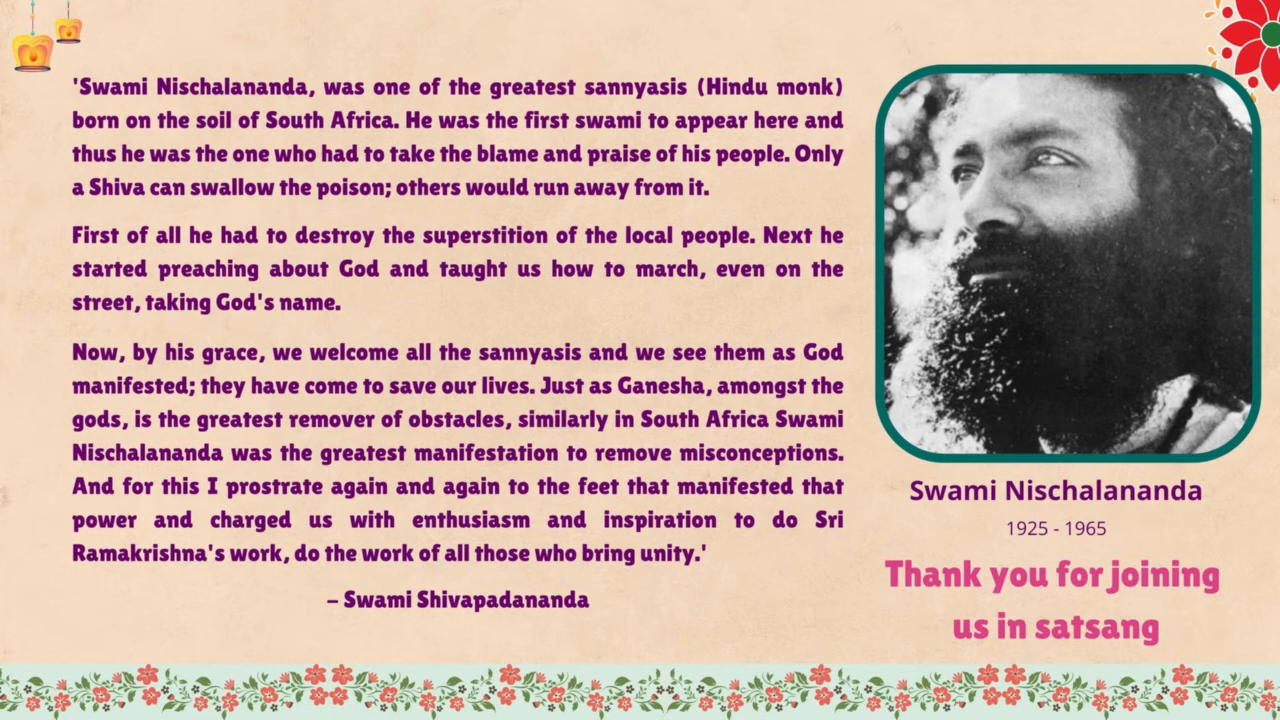 'Swami Nischalananda, was one of the greatest sannyasis (Hindu monk)
born on the soil of South Africa. He was the first swami to appear here and
thus he was the one who had to take the blame and praise of his people. Only
a Shiva can swallow the poison; others would run away from it.
First of all he had to destroy the superstition of the local people. Next he
started preaching about God and taught us how to march, even on the
street, taking God's name.
Now, by his grace, we welcome all the sannyasis and we see them as God
manifested; they have come to save our lives. Just as Ganesha, amongst the
gods, is the greatest remover of obstacles, similarly in South Africa Swami
Nischalananda was the greatest manifestation to remove misconceptions.
And for this I prostrate again and again to the feet that manifested that
power and charged us with enthusiasm and inspiration to do Sri
Ramakrishna's work, do the work of all those who bring unity.'
– Swami Shivapadananda
Swami Nischalananda
1925 - 1965
Thank you for joining
us in satsang